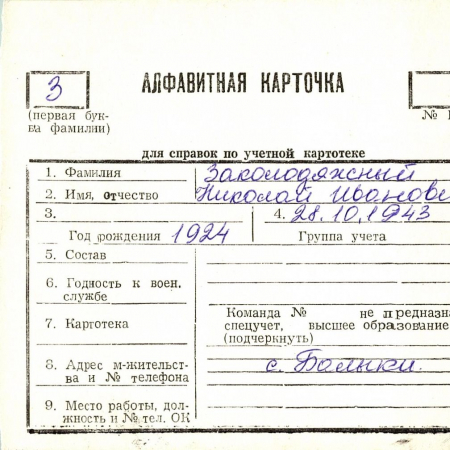 З
АЛФАВИТНАЯ КАРТОЧКА
(первая бук-
ва фамилии)
№
для справок по учетной картотеке
1. Фамилия Заколодяжный
2. Имя, отчество Николай Иванов
3. 4. 28.10.1943
Год рождения 1924 Группа учета
5. Состав
6. Годность к воен.
службе
Команда № не предназна
7. Картотека спецучет, высшее образование
(подчеркнуть)
8. Адрес м-жительст-
ва и № телефона с. Балыки.
9. Место работы, дол-
жность и № тел. ОК